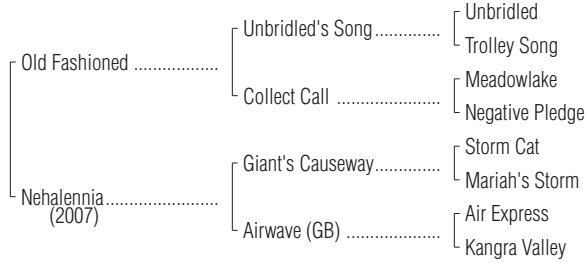 Unbridled
Unbridled's Song..............
Trolley Song
Old Fashioned ..................
Meadowlake
Collect Call ......................
Negative Pledge
Storm Cat
Giant's Causeway..............
Mariah's Storm
Nehalennia........................
(2007)
Air Express
Airwave (GB) ....................
Kangra Valley